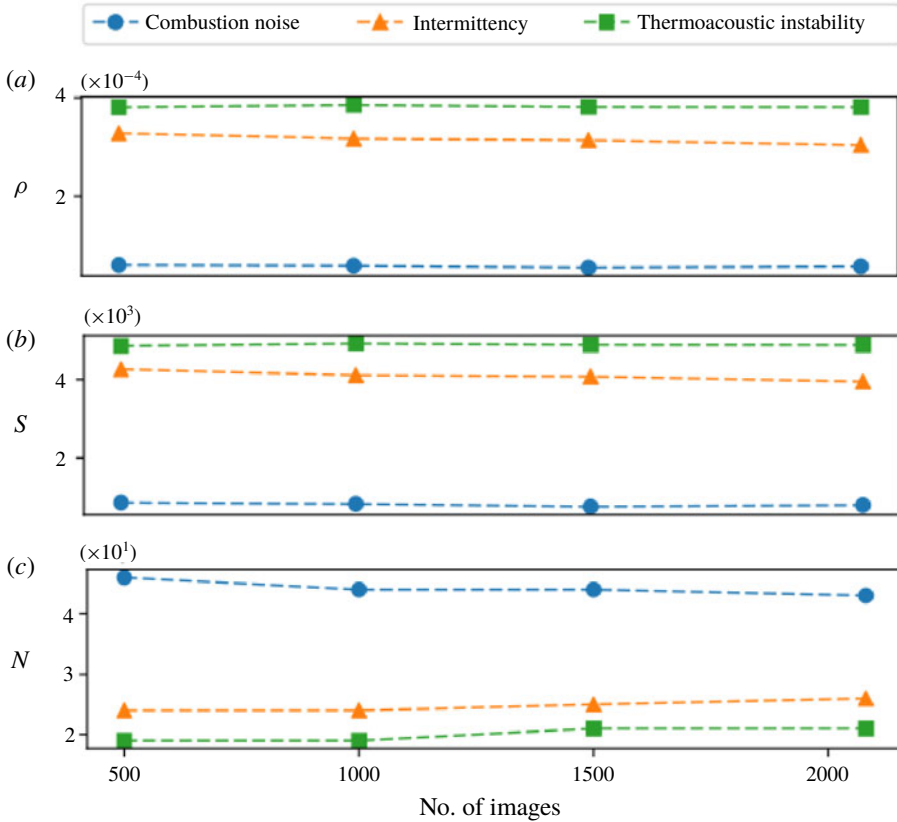 Combustion noise Intermittency Thermoacoustic instability
(a) (×10⁻⁴)
4
ρ
2
(b) (×10³)
4
S
2
(c) (×10¹)
4
N
3
2
500 1000 1500 2000
No. of images